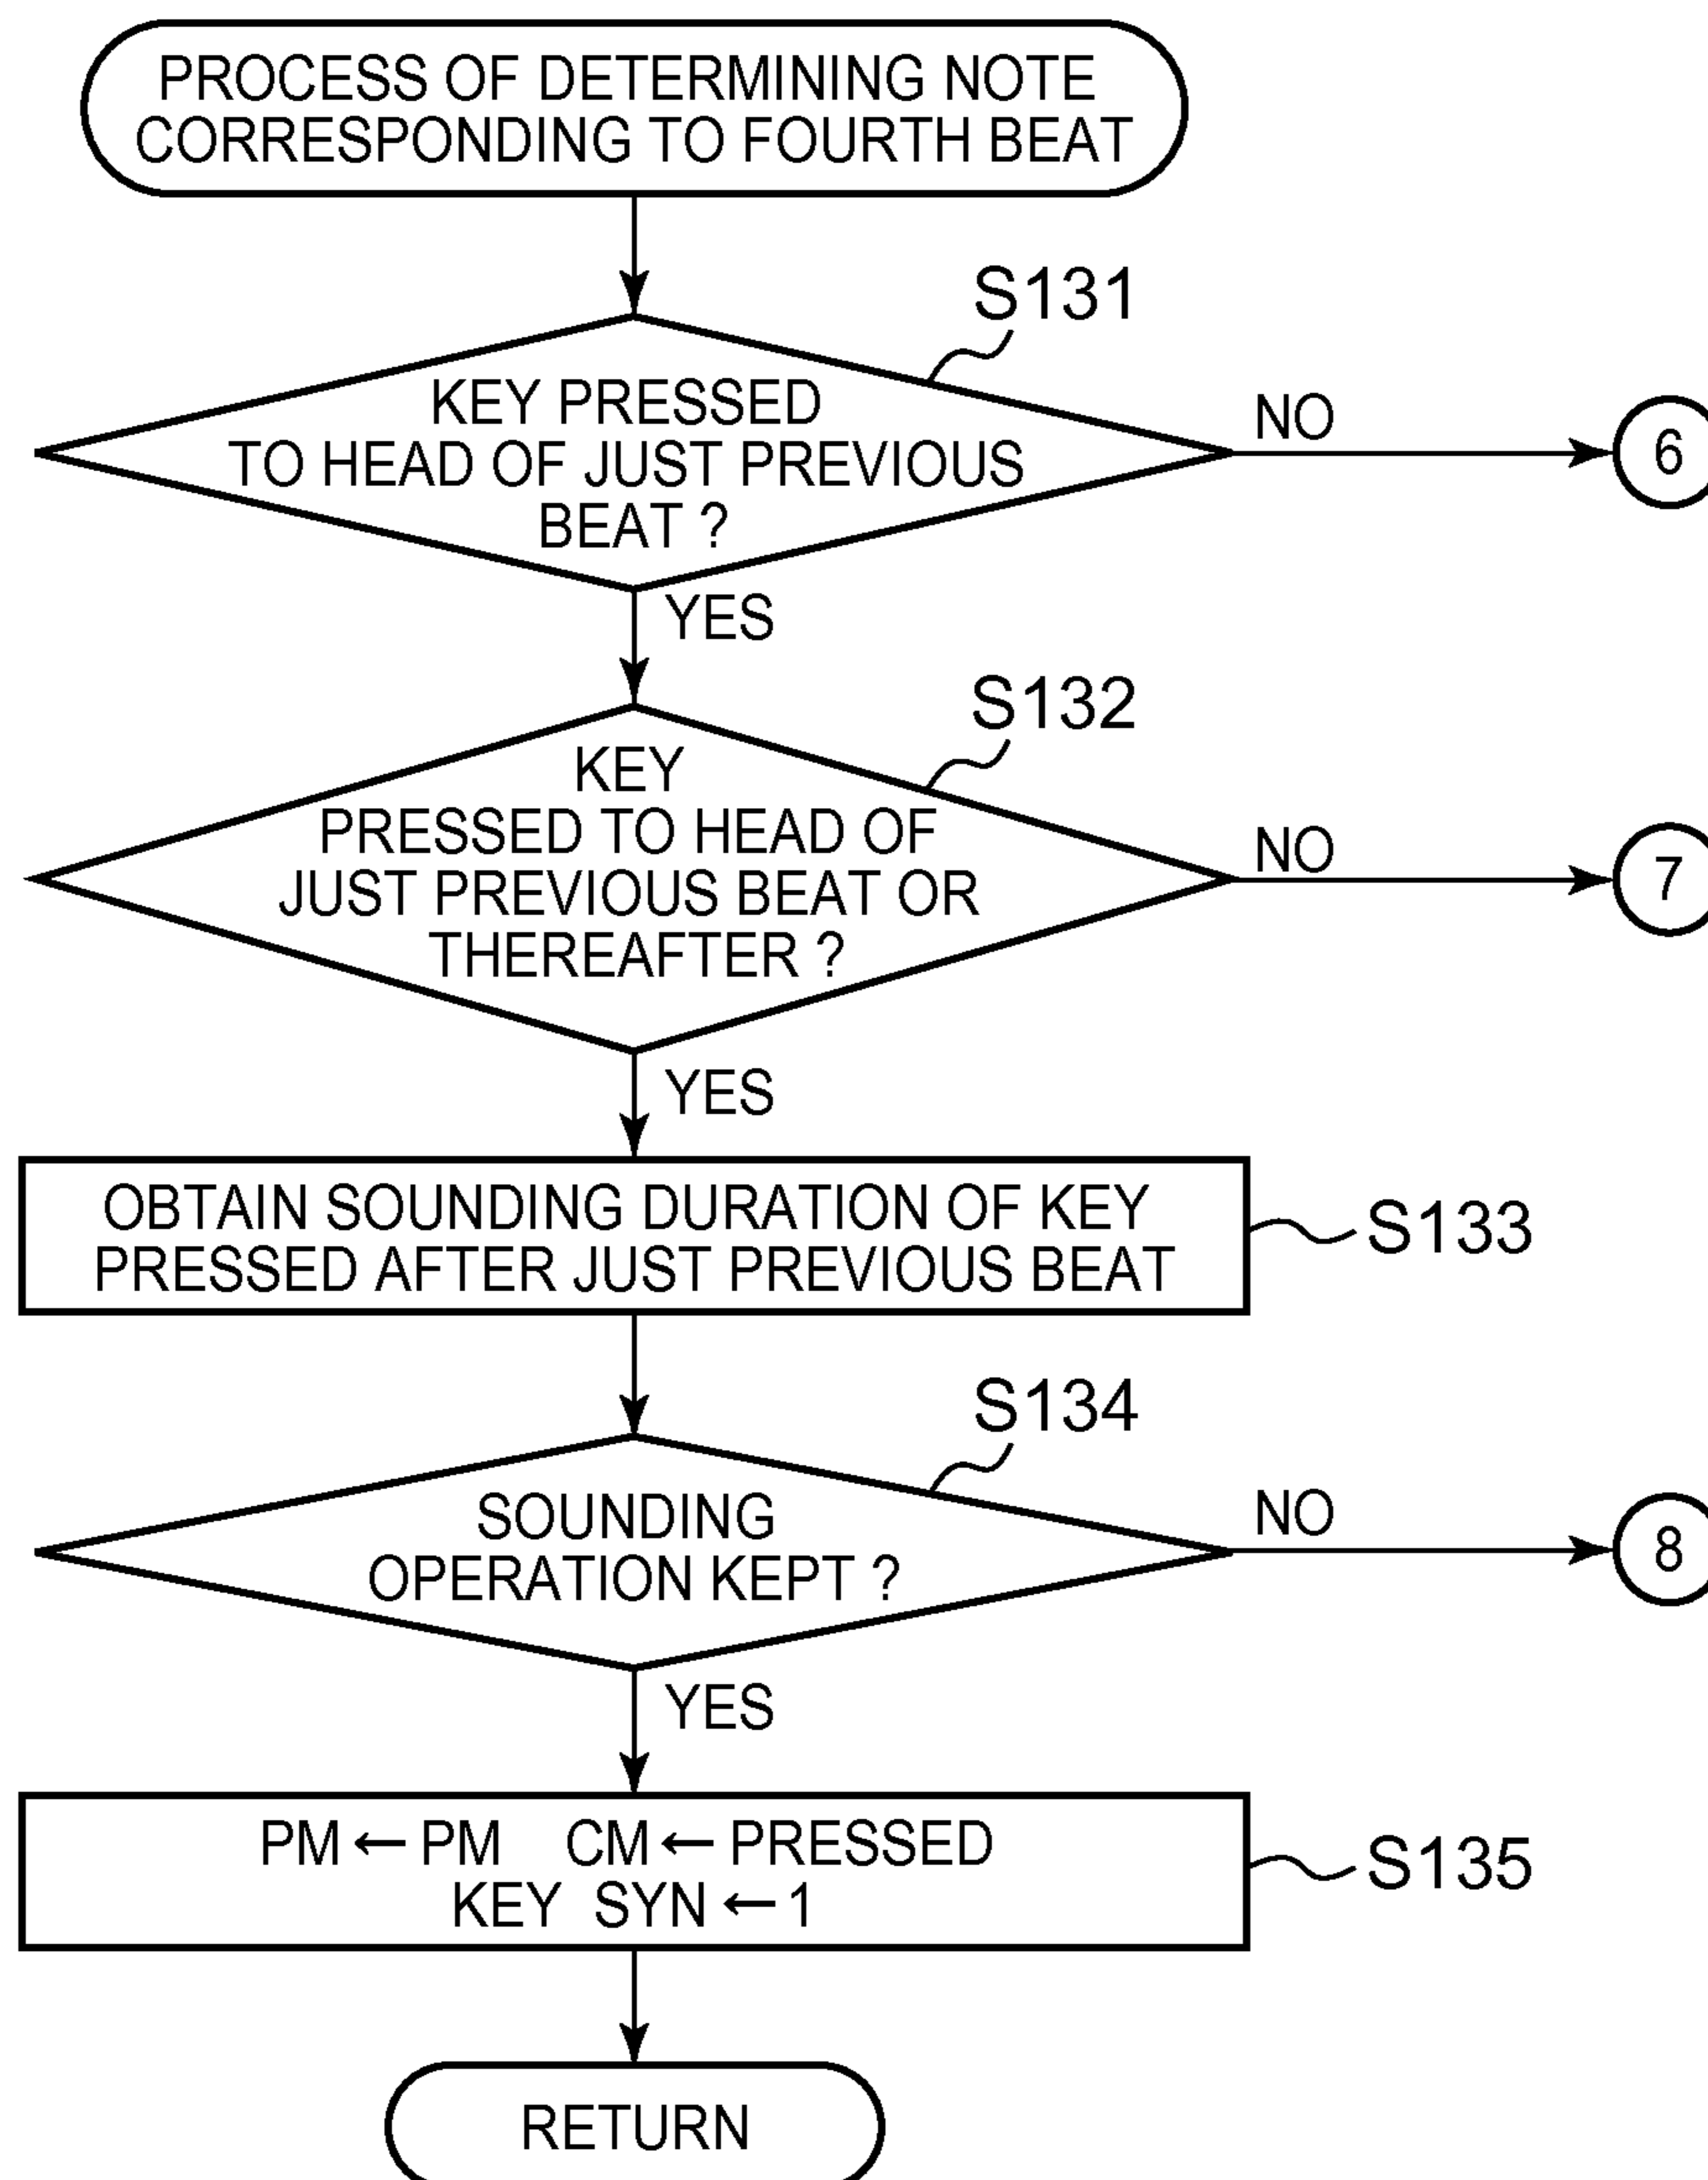 PROCESS OF DETERMINING NOTE
CORRESPONDING TO FOURTH BEAT
S131
KEY PRESSED
TO HEAD OF JUST PREVIOUS
BEAT ?
NO
6
YES
S132
KEY
PRESSED TO HEAD OF
JUST PREVIOUS BEAT OR
THEREAFTER ?
NO
7
YES
OBTAIN SOUNDING DURATION OF KEY
PRESSED AFTER JUST PREVIOUS BEAT
S133
S134
SOUNDING
OPERATION KEPT ?
NO
8
YES
PM ← PM CM ← PRESSED
KEY SYN ← 1
S135
RETURN